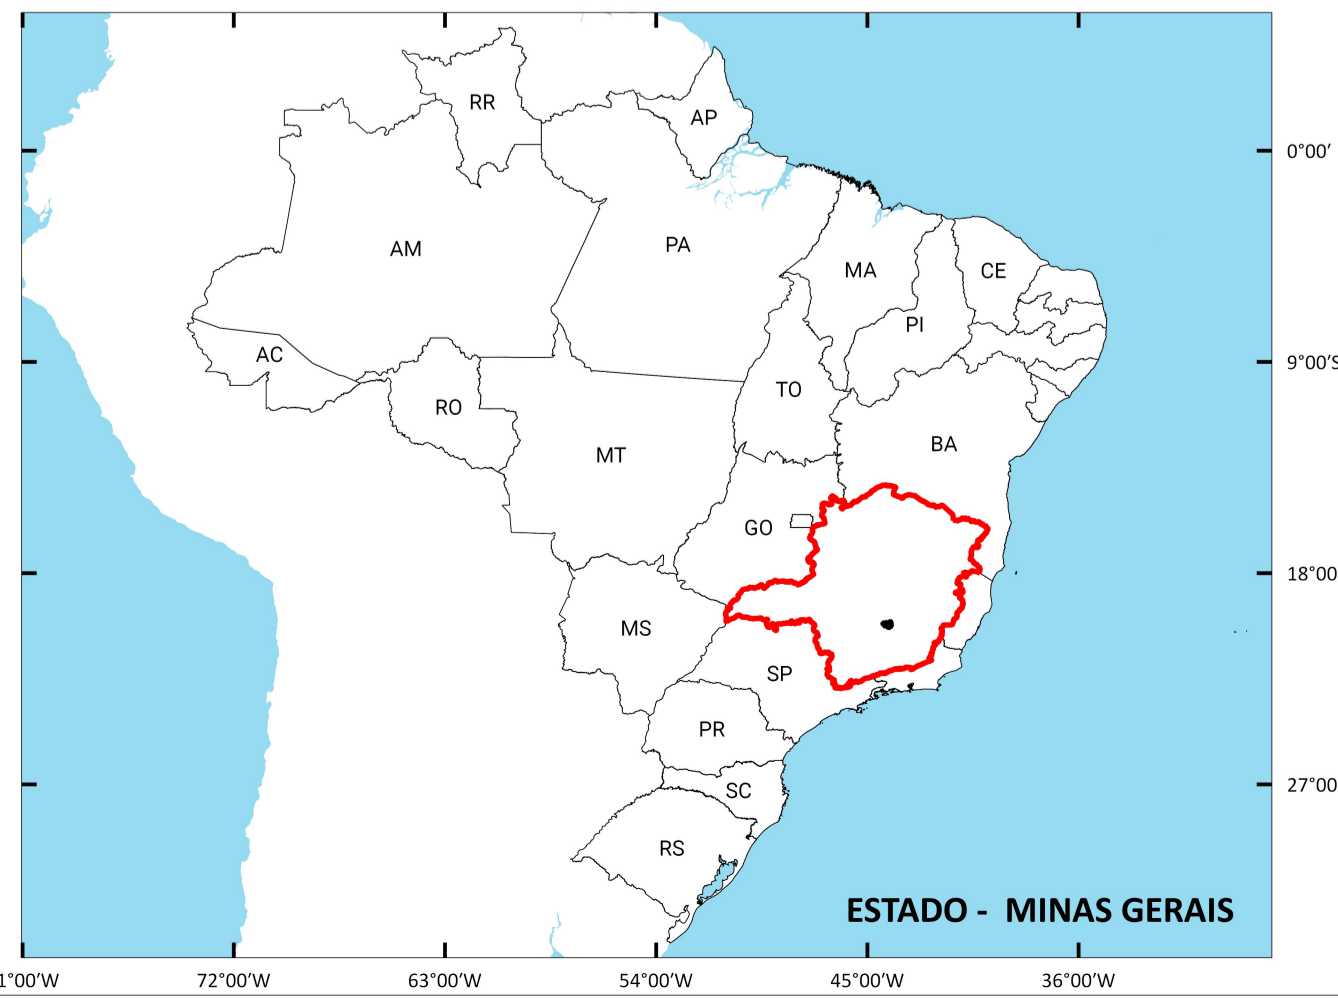 RR
AP
0°00'
AM
PA
MA
CE
PI
AC
9°00'S
TO
RO
BA
MT
GO
18°00
MS
SP
PR
27°00
SC
RS
ESTADO - MINAS GERAIS
1°00'W 72°00'W 63°00'W 54°00'W 45°00'W 36°00'W